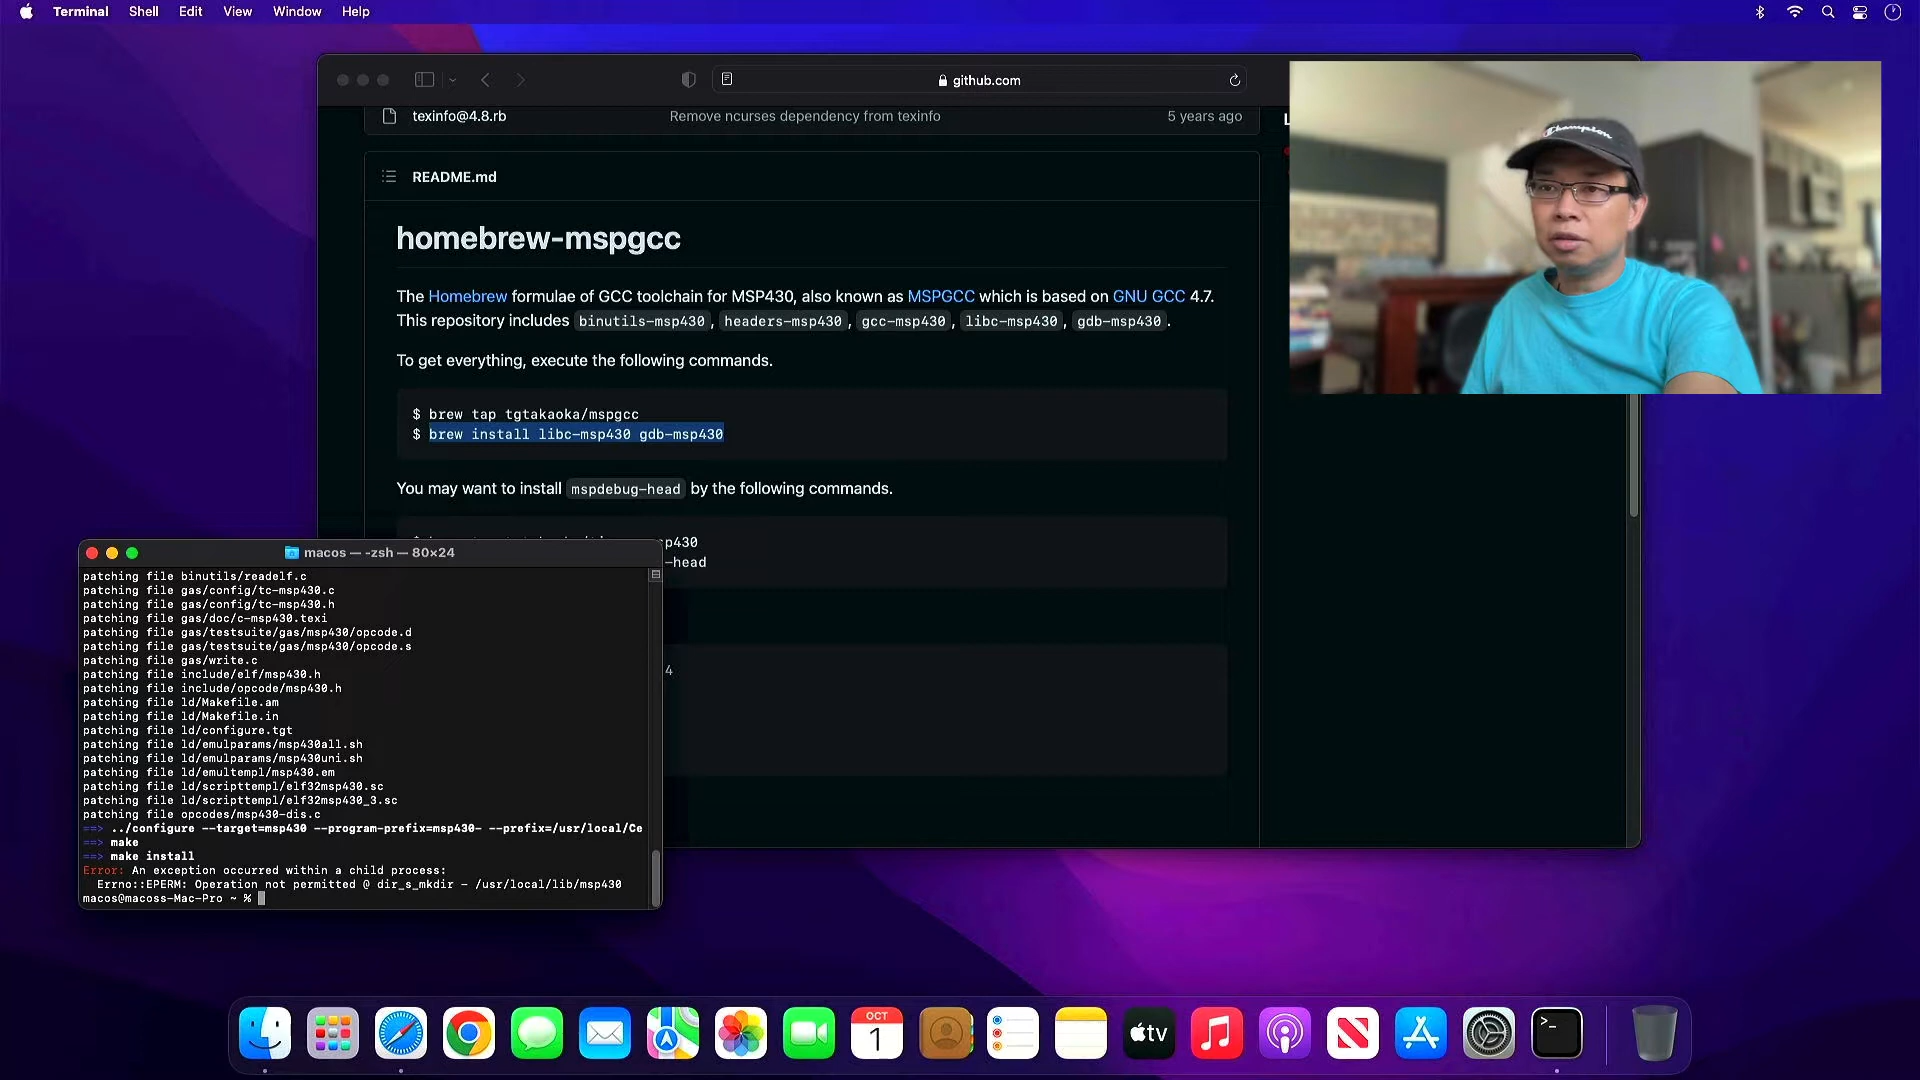 Terminal Shell Edit View Window Help
github.com
texinfo@4.8.rb Remove ncurses dependency from texinfo 5 years ago
README.md
homebrew-mspgcc
The Homebrew formulae of GCC toolchain for MSP430, also known as MSPGCC which is based on GNU GCC 4.7.
This repository includes binutils-msp430, headers-msp430, gcc-msp430, libc-msp430, gdb-msp430.
To get everything, execute the following commands.
$ brew tap tgtakaoka/mspgcc
$ brew install libc-msp430 gdb-msp430
You may want to install mspdebug-head by the following commands.
sp430
-head
4
Champion
macos — -zsh — 80×24
patching file binutils/readelf.c
patching file gas/config/tc-msp430.c
patching file gas/config/tc-msp430.h
patching file gas/doc/c-msp430.texi
patching file gas/testsuite/gas/msp430/opcode.d
patching file gas/testsuite/gas/msp430/opcode.s
patching file gas/write.c
patching file include/elf/msp430.h
patching file include/opcode/msp430.h
patching file ld/Makefile.am
patching file ld/Makefile.in
patching file ld/configure.tgt
patching file ld/emulparams/msp430all.sh
patching file ld/emulparams/msp430uni.sh
patching file ld/emultempl/msp430.em
patching file ld/scripttempl/elf32msp430.sc
patching file ld/scripttempl/elf32msp430_3.sc
patching file opcodes/msp430-dis.c
==> ../configure --target=msp430 --program-prefix=msp430- --prefix=/usr/local/Ce
==> make
==> make install
Error: An exception occurred within a child process:
Errno::EPERM: Operation not permitted @ dir_s_mkdir - /usr/local/lib/msp430
macos@macoss-Mac-Pro ~ %
OCT
1
tv